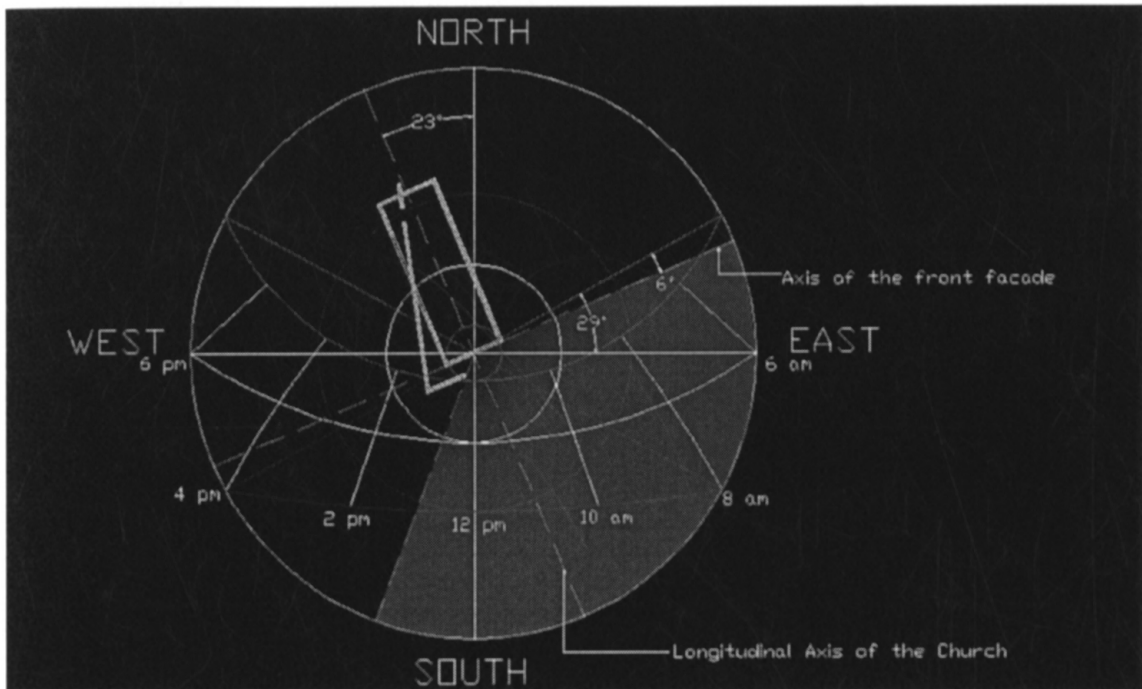 NORTH
23°
Axis of the front facade
6°
29°
WEST
EAST
6 pm
6 am
4 pm
8 am
2 pm
12 pm
10 am
Longitudinal Axis of the Church
SOUTH